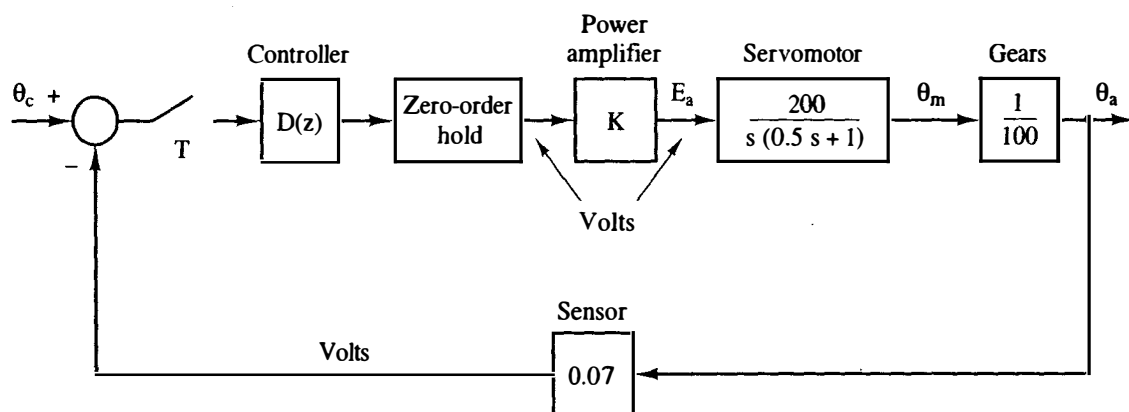 Power
Controller amplifier Servomotor Gears
θc + Zero-order Ea 200 θm 1 θa
D(z) hold K s (0.5 s + 1) 100
T
−
Volts
Sensor
Volts
0.07